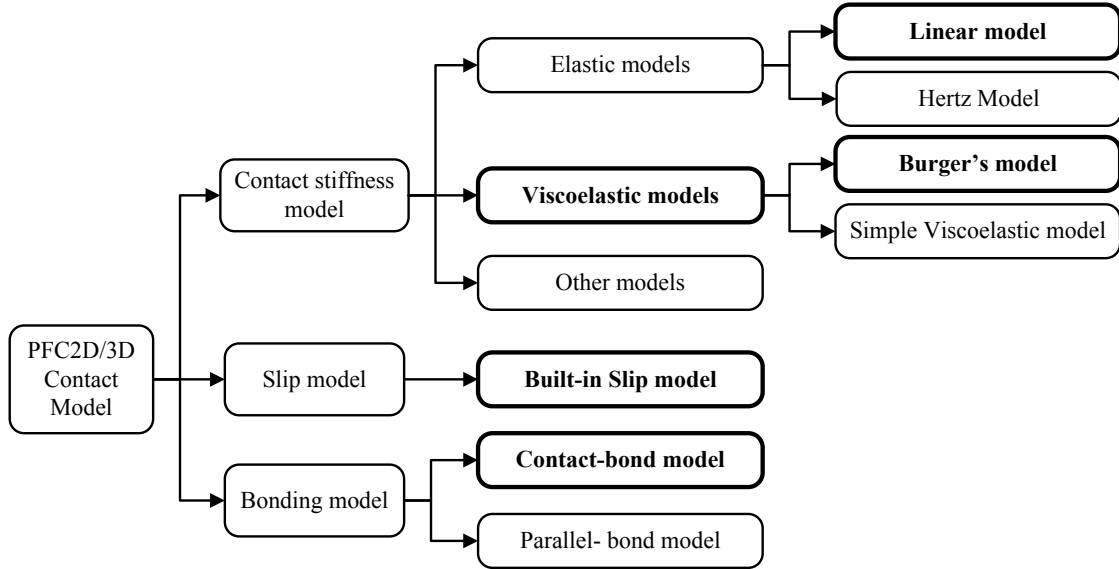 PFC2D/3D
Contact
Model
Contact stiffness
model
Elastic models
Linear model
Hertz Model
Viscoelastic models
Burger’s model
Simple Viscoelastic model
Other models
Slip model
Built-in Slip model
Bonding model
Contact-bond model
Parallel- bond model